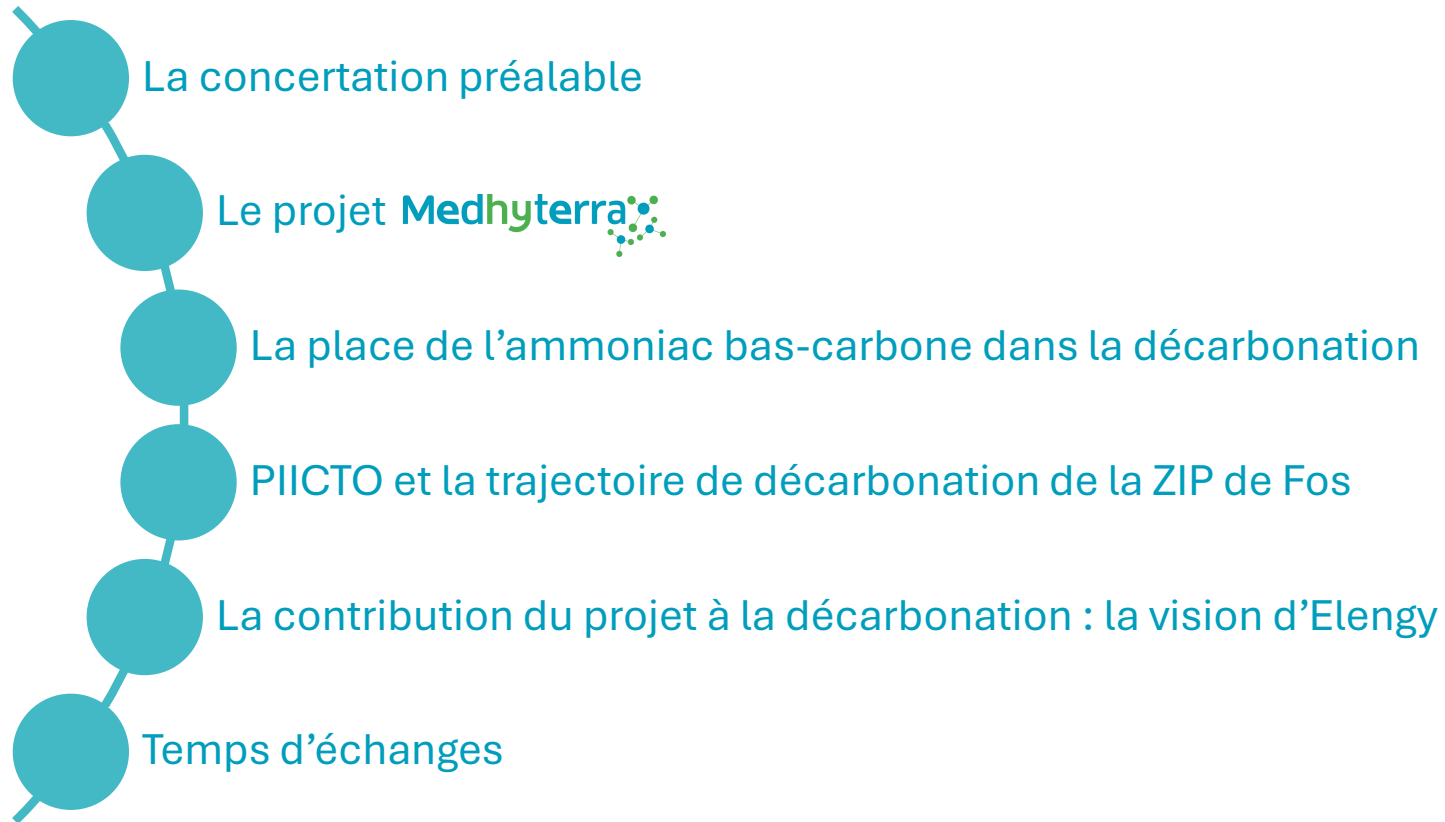 La concertation préalable
Le projet Medhyterra
La place de l’ammoniac bas-carbone dans la décarbonation
PIICTO et la trajectoire de décarbonation de la ZIP de Fos
La contribution du projet à la décarbonation : la vision d’Elengy
Temps d’échanges